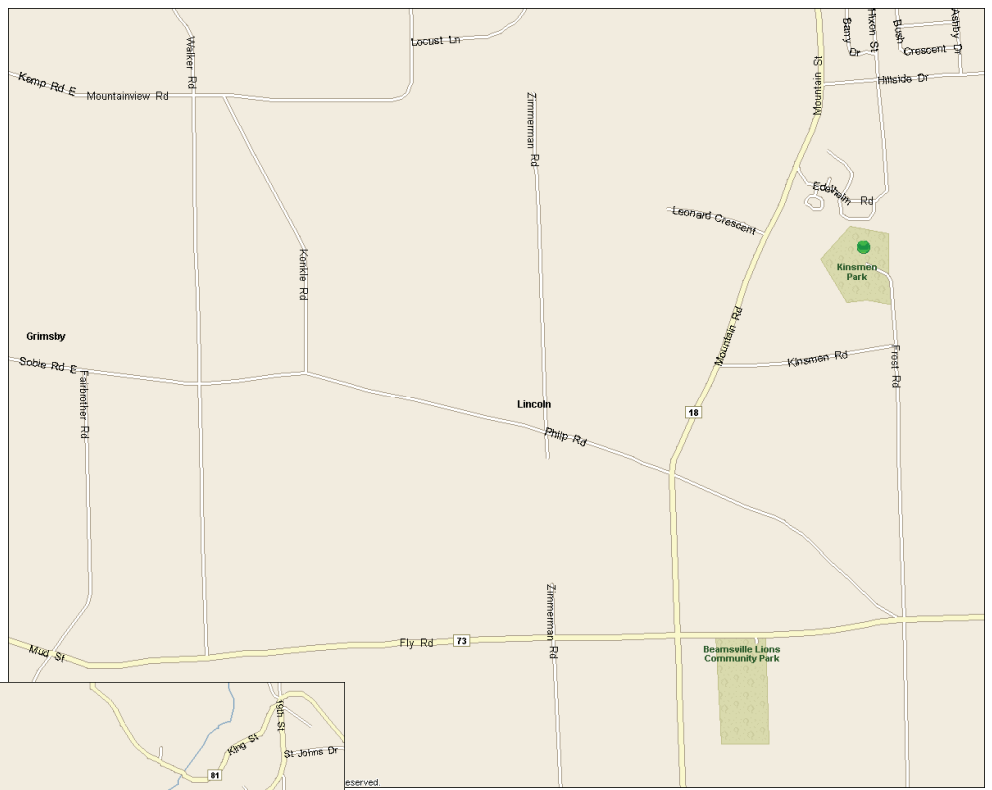 Barry Dr
Hixon St
Bush
Crescent
Ashby Dr
Locust Ln
Walker Rd
Mountain St
Hillside Dr
Kemp Rd E
Mountainview Rd
Zimmerman Rd
Edelheim Rd
Leonard Crescent
Konkle Rd
Kinsmen
Park
Grimsby
Mountain Rd
Kinsmen Rd
Frost Rd
Sobie Rd E
Fairbrother Rd
Lincoln
18
Philp Rd
Zimmerman Rd
Fly Rd
73
Mud St
Beamsville Lions
Community Park
19th St
King St
St Johns Dr
81
eserved.